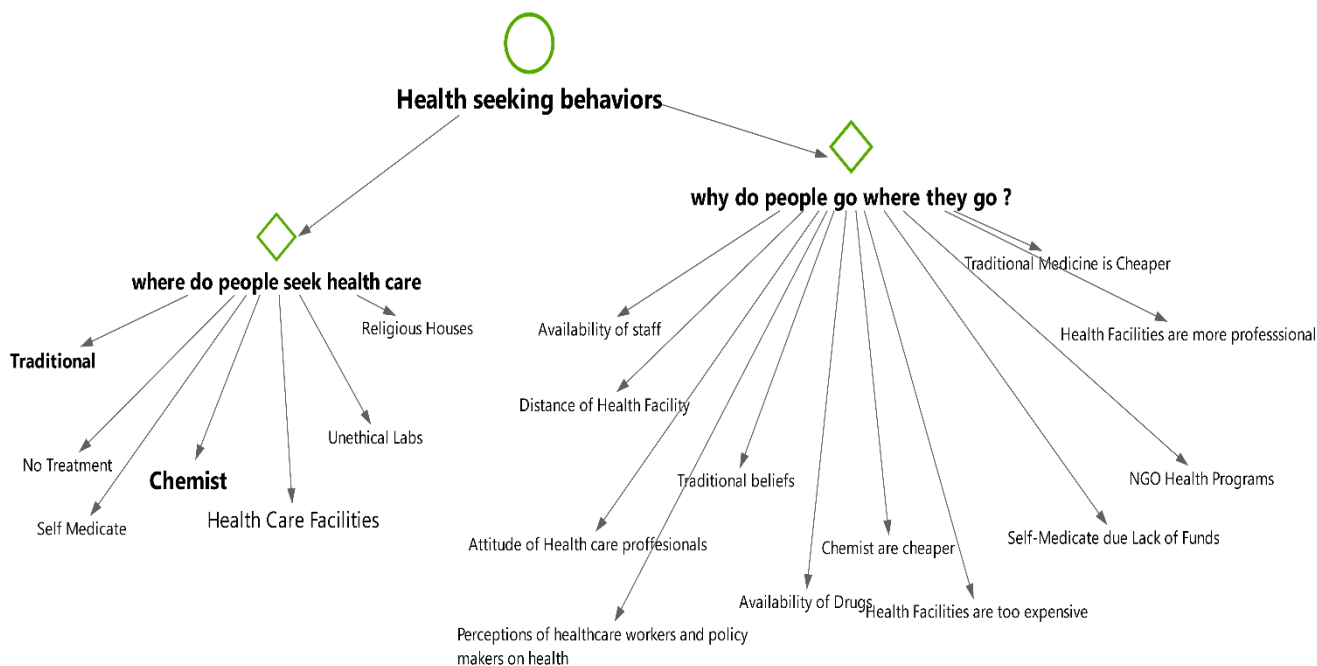 Health seeking behaviors
why do people go where they go ?
where do people seek health care
Traditional
No Treatment
Self Medicate
Chemist
Health Care Facilities
Unethical Labs
Religious Houses
Availability of staff
Distance of Health Facility
Attitude of Health care proffesionals
Perceptions of healthcare workers and policy
makers on health
Traditional beliefs
Availability of Drugs
Chemist are cheaper
Health Facilities are too expensive
Self-Medicate due Lack of Funds
NGO Health Programs
Health Facilities are more professsional
Traditional Medicine is Cheaper